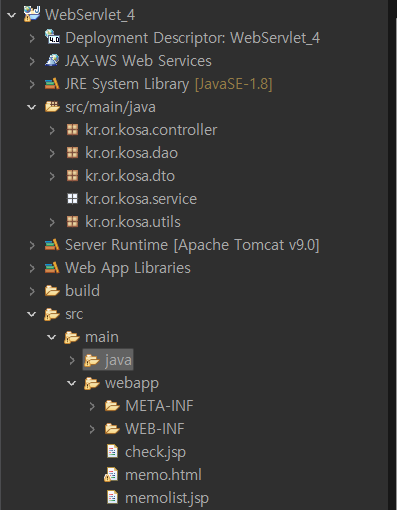 WebServlet_4
Deployment Descriptor: WebServlet_4
JAX-WS Web Services
JRE System Library [JavaSE-1.8]
src/main/java
kr.or.kosa.controller
kr.or.kosa.dao
kr.or.kosa.dto
kr.or.kosa.service
kr.or.kosa.utils
Server Runtime [Apache Tomcat v9.0]
Web App Libraries
build
src
main
java
webapp
META-INF
WEB-INF
check.jsp
memo.html
memolist.jsp